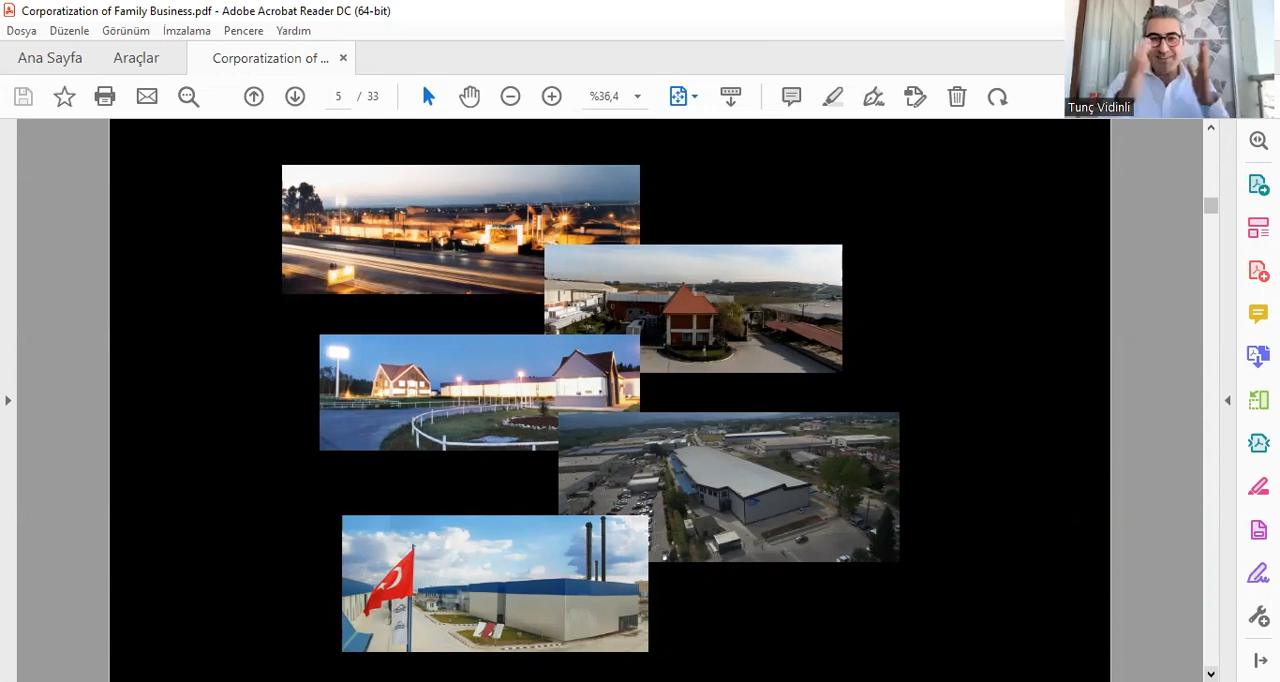 Corporatization of Family Business.pdf - Adobe Acrobat Reader DC (64-bit)
Dosya Düzenle Görünüm İmzalama Pencere Yardım
Ana Sayfa Araçlar Corporatization of ... ×
5 / 33 %36,4
Tunç Vidinli